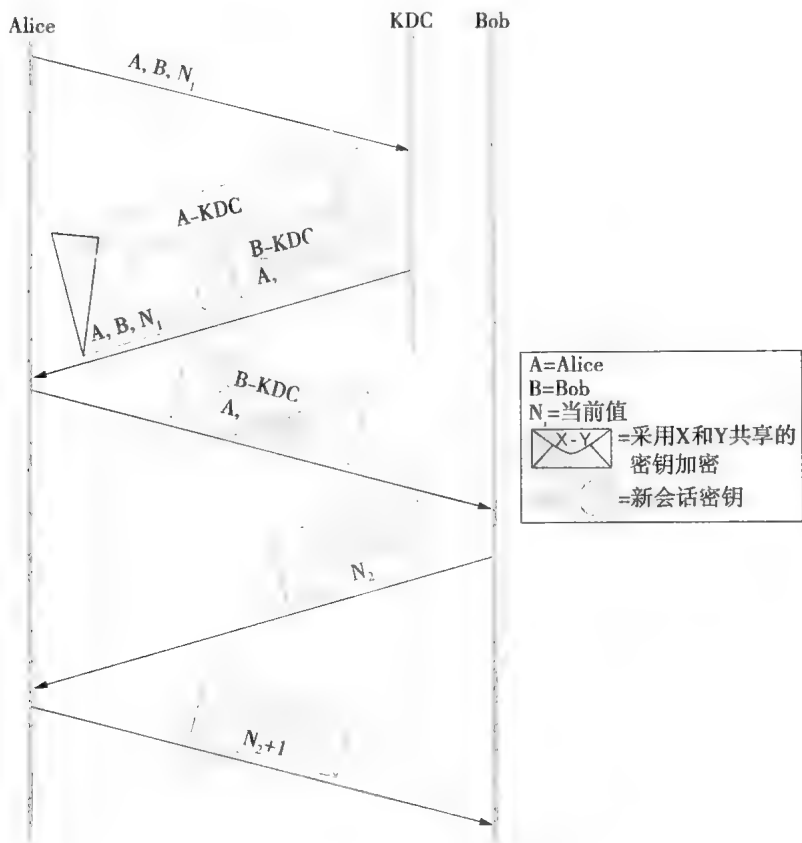 Alice
KDC
Bob
A, B, N₁
A-KDC
B-KDC
A,
A, B, N₁
B-KDC
A,
N₂
N₂+1
A=Alice
B=Bob
N₁=当前值
X-Y
=采用X和Y共享的
密钥加密
=新会话密钥